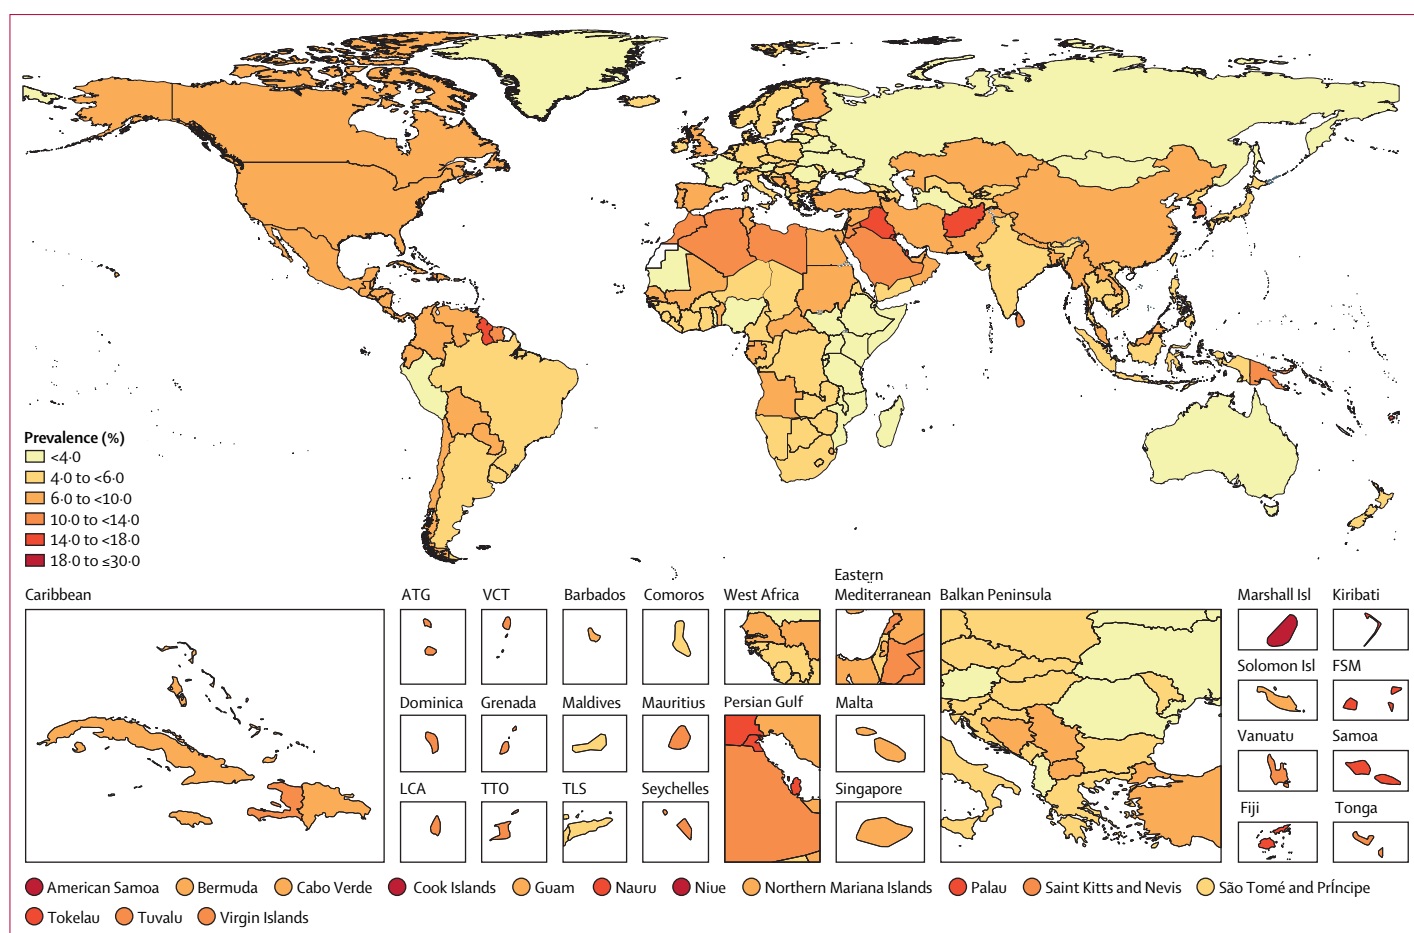 Prevalence (%)
<4·0
4·0 to <6·0
6·0 to <10·0
10·0 to <14·0
14·0 to <18·0
18·0 to ≤30·0
Caribbean
ATG
VCT
Barbados
Comoros
West Africa
Eastern
Mediterranean
Balkan Peninsula
Marshall Isl
Kiribati
Solomon Isl
FSM
Dominica
Grenada
Maldives
Mauritius
Persian Gulf
Malta
Vanuatu
Samoa
LCA
TTO
TLS
Seychelles
Singapore
Fiji
Tonga
American Samoa
Bermuda
Cabo Verde
Cook Islands
Guam
Nauru
Niue
Northern Mariana Islands
Palau
Saint Kitts and Nevis
São Tomé and PrÍncipe
Tokelau
Tuvalu
Virgin Islands